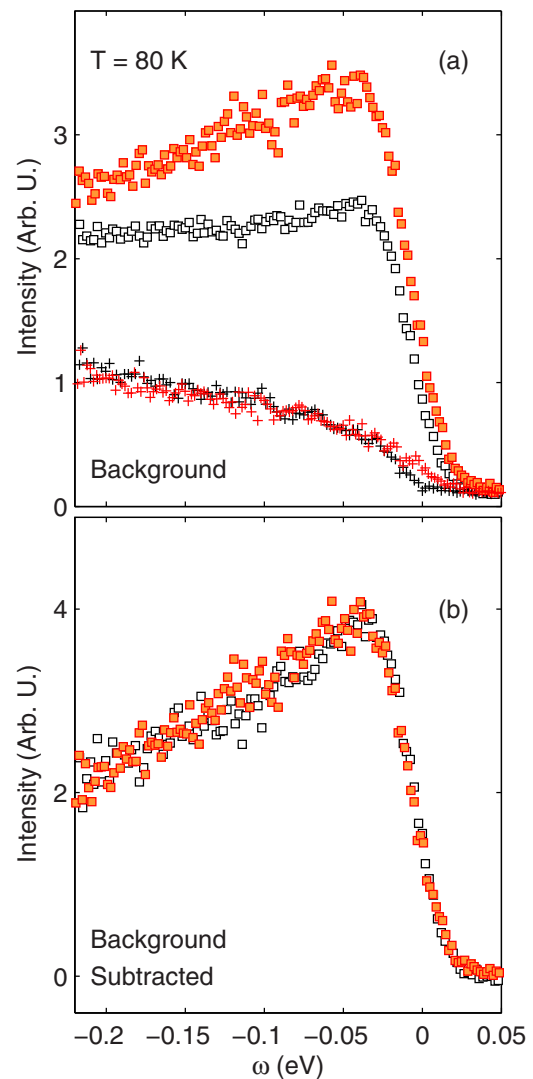 T = 80 K
(a)
3
2
1
0
Intensity (Arb. U.)
Background
(b)
4
2
0
Intensity (Arb. U.)
Background
Subtracted
−0.2 −0.15 −0.1 −0.05 0 0.05
ω (eV)